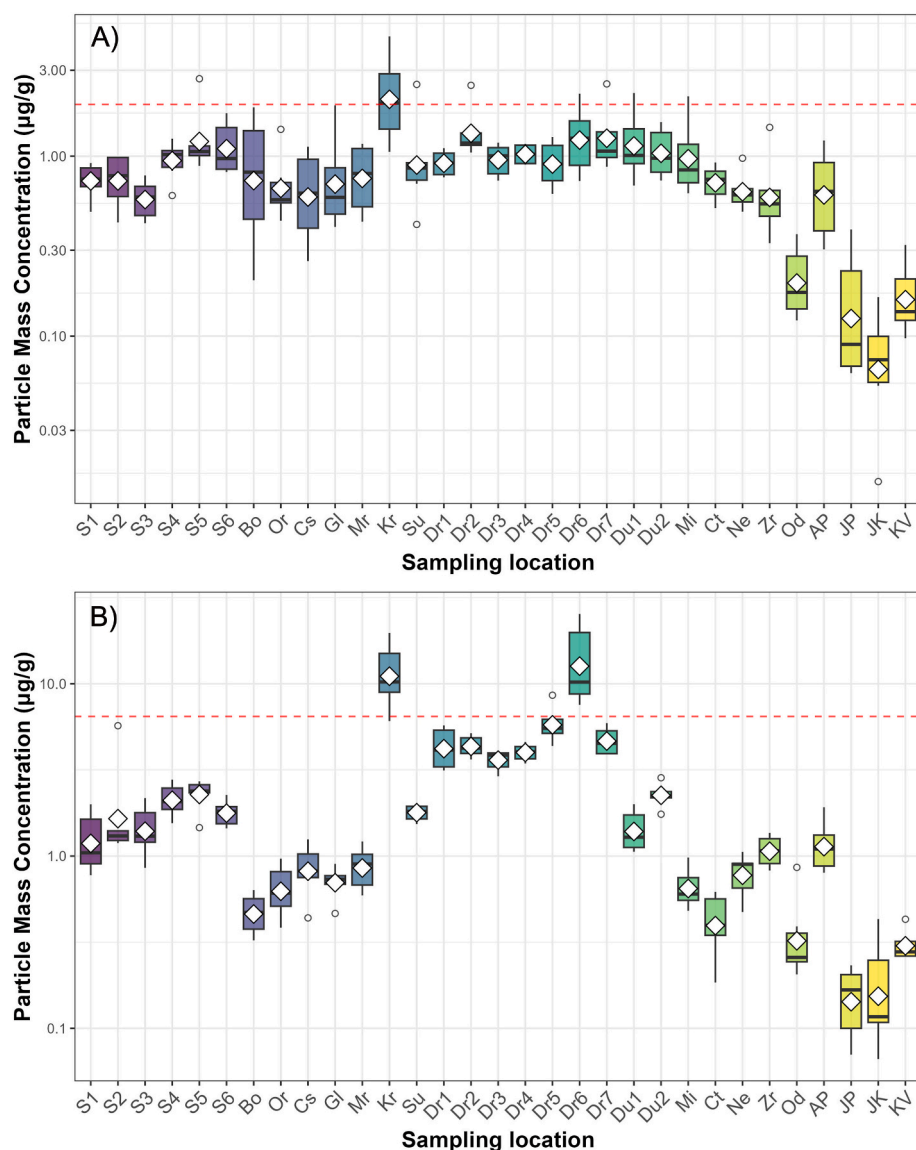 A)
Particle Mass Concentration (µg/g)
3.00
1.00
0.30
0.10
0.03
S1 S2 S3 S4 S5 S6 Bo Or Cs Gl Mr Kr Su Dr1 Dr2 Dr3 Dr4 Dr5 Dr6 Dr7 Du1 Du2 Mi Ct Ne Zr Od AP JP JK KV
Sampling location
B)
Particle Mass Concentration (µg/g)
10.0
1.0
0.1
S1 S2 S3 S4 S5 S6 Bo Or Cs Gl Mr Kr Su Dr1 Dr2 Dr3 Dr4 Dr5 Dr6 Dr7 Du1 Du2 Mi Ct Ne Zr Od AP JP JK KV
Sampling location